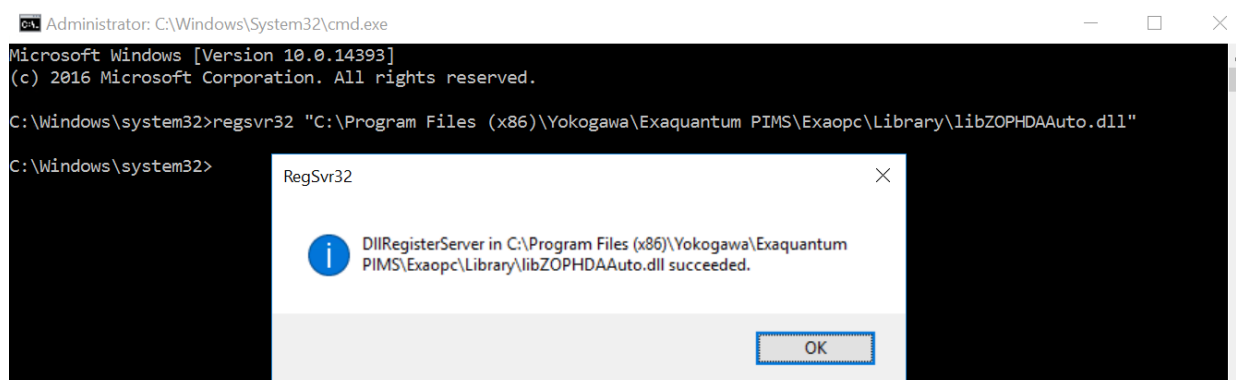 Administrator: C:\Windows\System32\cmd.exe
Microsoft Windows [Version 10.0.14393]
(c) 2016 Microsoft Corporation. All rights reserved.
C:\Windows\system32>regsvr32 "C:\Program Files (x86)\Yokogawa\Exaquantum PIMS\Exaopc\Library\libZOPHDAAuto.dll"
C:\Windows\system32>
RegSvr32
DllRegisterServer in C:\Program Files (x86)\Yokogawa\Exaquantum
PIMS\Exaopc\Library\libZOPHDAAuto.dll succeeded.
OK